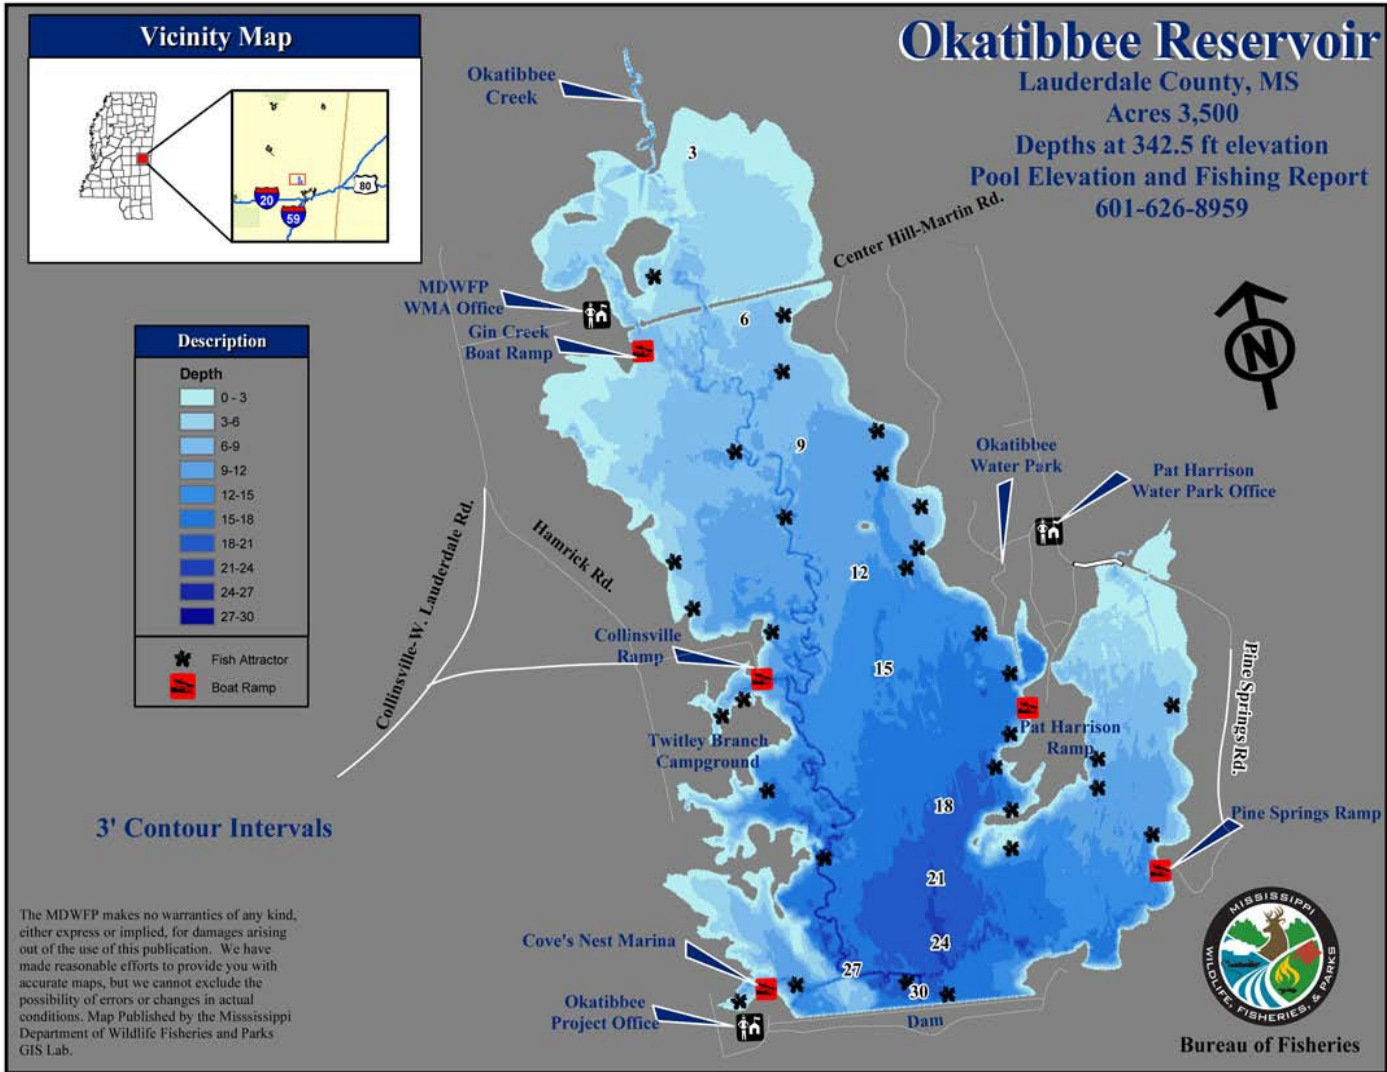 Vicinity Map
20
59
80
Okatibbee Reservoir
Lauderdale County, MS
Acres 3,500
Depths at 342.5 ft elevation
Pool Elevation and Fishing Report
601-626-8959
Okatibbee
Creek
3
Center Hill-Martin Rd.
MDWFP
WMA Office
Gin Creek
Boat Ramp
6
N
Description
Depth
0 - 3
3-6
6-9
9-12
12-15
15-18
18-21
21-24
24-27
27-30
Fish Attractor
Boat Ramp
9
Okatibbee
Water Park
Pat Harrison
Water Park Office
Collinsville-W. Lauderdale Rd.
Hamrick Rd.
12
Collinsville
Ramp
15
Pine Springs Rd.
Pat Harrison
Ramp
Twitley Branch
Campground
18
Pine Springs Ramp
3' Contour Intervals
21
24
Cove's Nest Marina
27
30
Okatibbee
Project Office
Dam
The MDWFP makes no warranties of any kind,
either express or implied, for damages arising
out of the use of this publication. We have
made reasonable efforts to provide you with
accurate maps, but we cannot exclude the
possibility of errors or changes in actual
conditions. Map Published by the Misssissippi
Department of Wildlife Fisheries and Parks
GIS Lab.
MISSISSIPPI
WILDLIFE, FISHERIES, & PARKS
Bureau of Fisheries